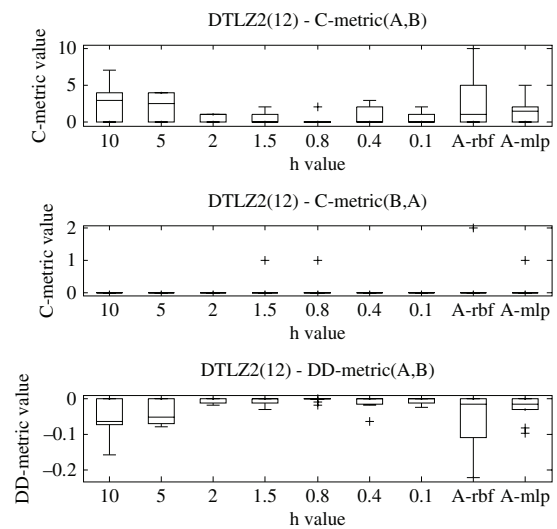 DTLZ2(12) - C-metric(A,B)
C-metric value
10
5
0
10 5 2 1.5 0.8 0.4 0.1 A-rbf A-mlp
h value
DTLZ2(12) - C-metric(B,A)
C-metric value
2
1
0
10 5 2 1.5 0.8 0.4 0.1 A-rbf A-mlp
h value
DTLZ2(12) - DD-metric(A,B)
DD-metric value
0
−0.1
−0.2
10 5 2 1.5 0.8 0.4 0.1 A-rbf A-mlp
h value